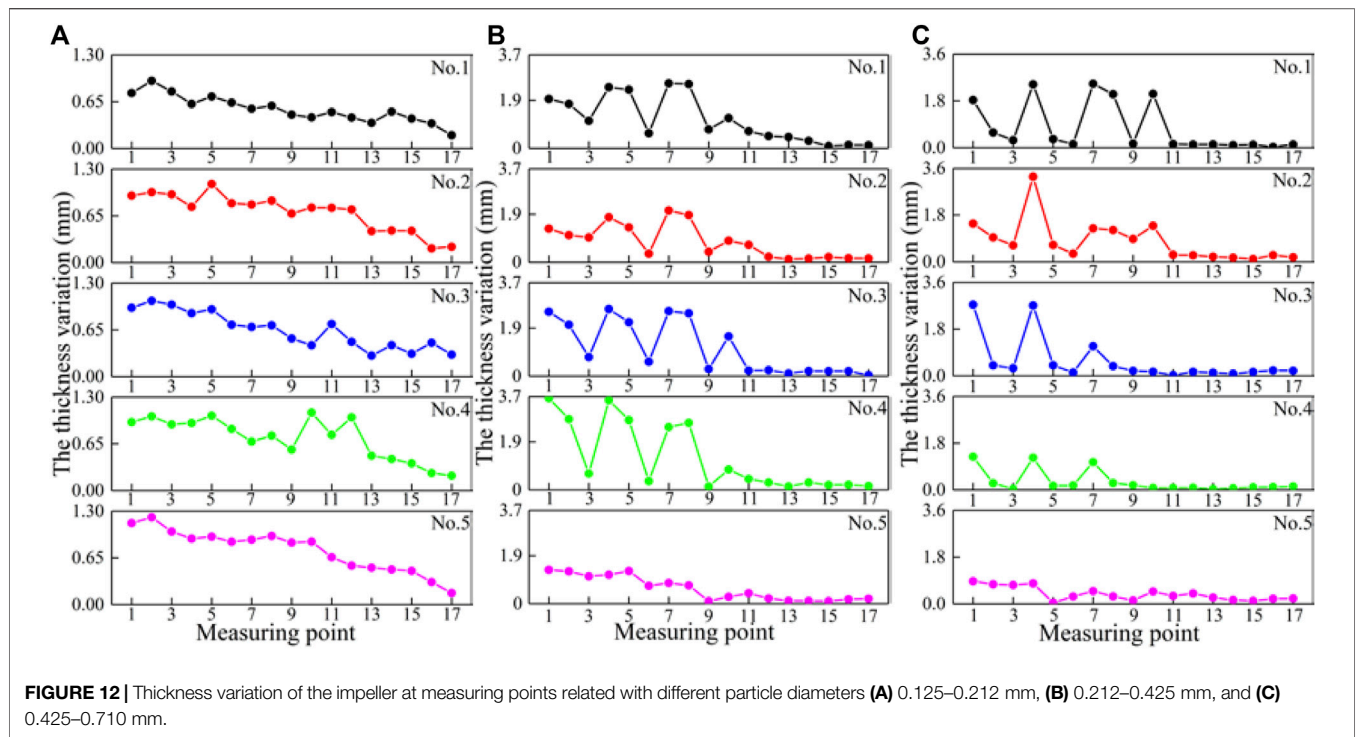 A
B
C
The thickness variation (mm)
1.30
0.65
0.00
No.1
1 3 5 7 9 11 13 15 17
1.30
0.65
0.00
No.2
1 3 5 7 9 11 13 15 17
1.30
0.65
0.00
No.3
1 3 5 7 9 11 13 15 17
1.30
0.65
0.00
No.4
1 3 5 7 9 11 13 15 17
1.30
0.65
0.00
No.5
1 3 5 7 9 11 13 15 17
Measuring point
The thickness variation (mm)
3.7
1.9
0
No.1
1 3 5 7 9 11 13 15 17
3.7
1.9
0
No.2
1 3 5 7 9 11 13 15 17
3.7
1.9
0
No.3
1 3 5 7 9 11 13 15 17
3.7
1.9
0
No.4
1 3 5 7 9 11 13 15 17
3.7
1.9
0
No.5
1 3 5 7 9 11 13 15 17
Measuring point
The thickness variation (mm)
3.6
1.8
0.0
No.1
1 3 5 7 9 11 13 15 17
3.6
1.8
0.0
No.2
1 3 5 7 9 11 13 15 17
3.6
1.8
0.0
No.3
1 3 5 7 9 11 13 15 17
3.6
1.8
0.0
No.4
1 3 5 7 9 11 13 15 17
3.6
1.8
0.0
No.5
1 3 5 7 9 11 13 15 17
Measuring point
FIGURE 12 | Thickness variation of the impeller at measuring points related with different particle diameters (A) 0.125–0.212 mm, (B) 0.212–0.425 mm, and (C)
0.425–0.710 mm.